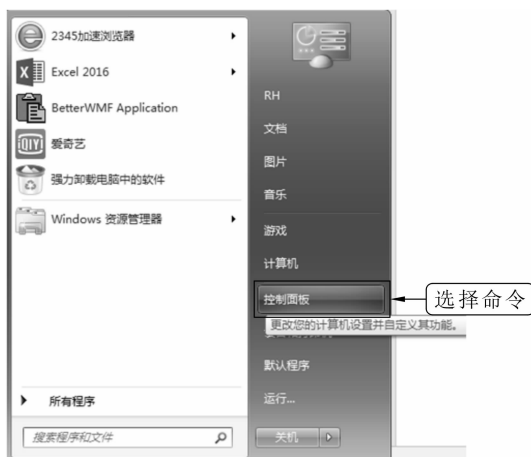 2345加速浏览器
Excel 2016
BetterWMF Application
爱奇艺
强力卸载电脑中的软件
Windows 资源管理器
所有程序
搜索程序和文件
RH
文档
图片
音乐
游戏
计算机
控制面板
选择命令
更改您的计算机设置并自定义其功能。
默认程序
运行...
关机